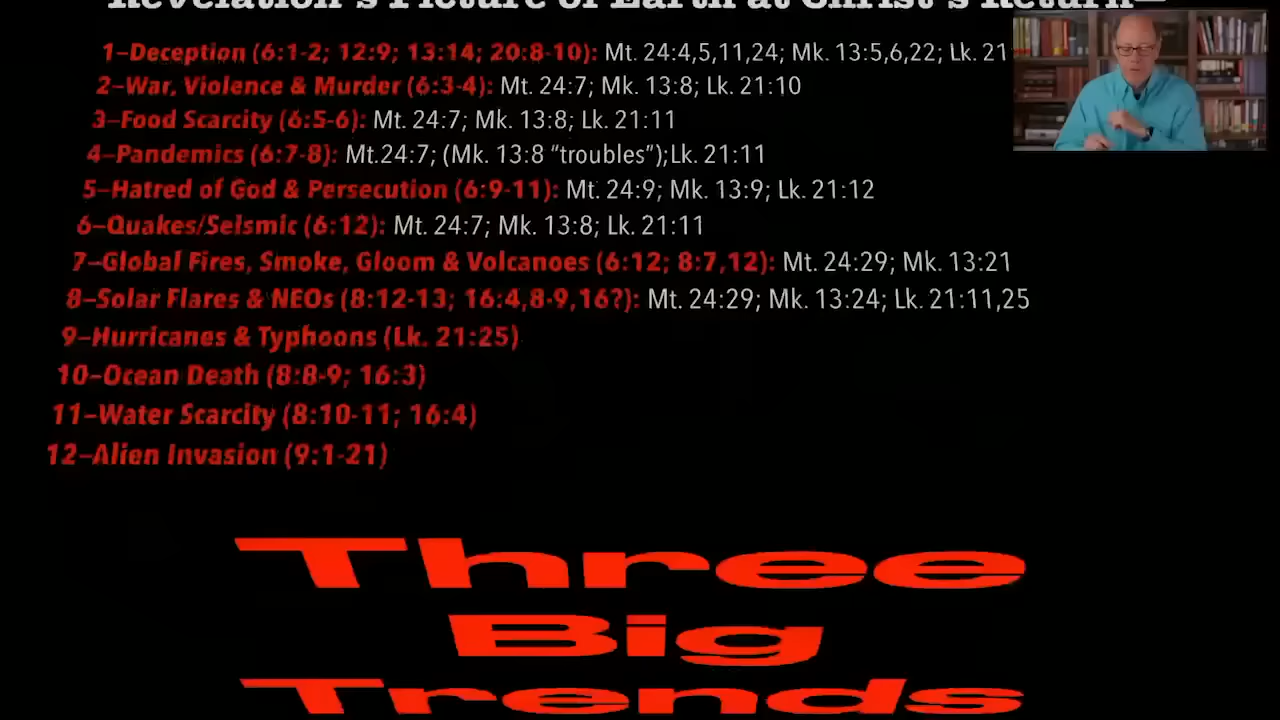 Revelation's Picture of Earth at Christ's Return—
1–Deception (6:1-2; 12:9; 13:14; 20:8-10): Mt. 24:4,5,11,24; Mk. 13:5,6,22; Lk. 21
2–War, Violence & Murder (6:3-4): Mt. 24:7; Mk. 13:8; Lk. 21:10
3–Food Scarcity (6:5-6): Mt. 24:7; Mk. 13:8; Lk. 21:11
4–Pandemics (6:7-8): Mt.24:7; (Mk. 13:8 “troubles”);Lk. 21:11
5–Hatred of God & Persecution (6:9-11): Mt. 24:9; Mk. 13:9; Lk. 21:12
6–Quakes/Seismic (6:12): Mt. 24:7; Mk. 13:8; Lk. 21:11
7–Global Fires, Smoke, Gloom & Volcanoes (6:12; 8:7,12): Mt. 24:29; Mk. 13:21
8–Solar Flares & NEOs (8:12-13; 16:4,8-9,16?): Mt. 24:29; Mk. 13:24; Lk. 21:11,25
9–Hurricanes & Typhoons (Lk. 21:25)
10–Ocean Death (8:8-9; 16:3)
11–Water Scarcity (8:10-11; 16:4)
12–Alien Invasion (9:1-21)
Three
Big
Trends